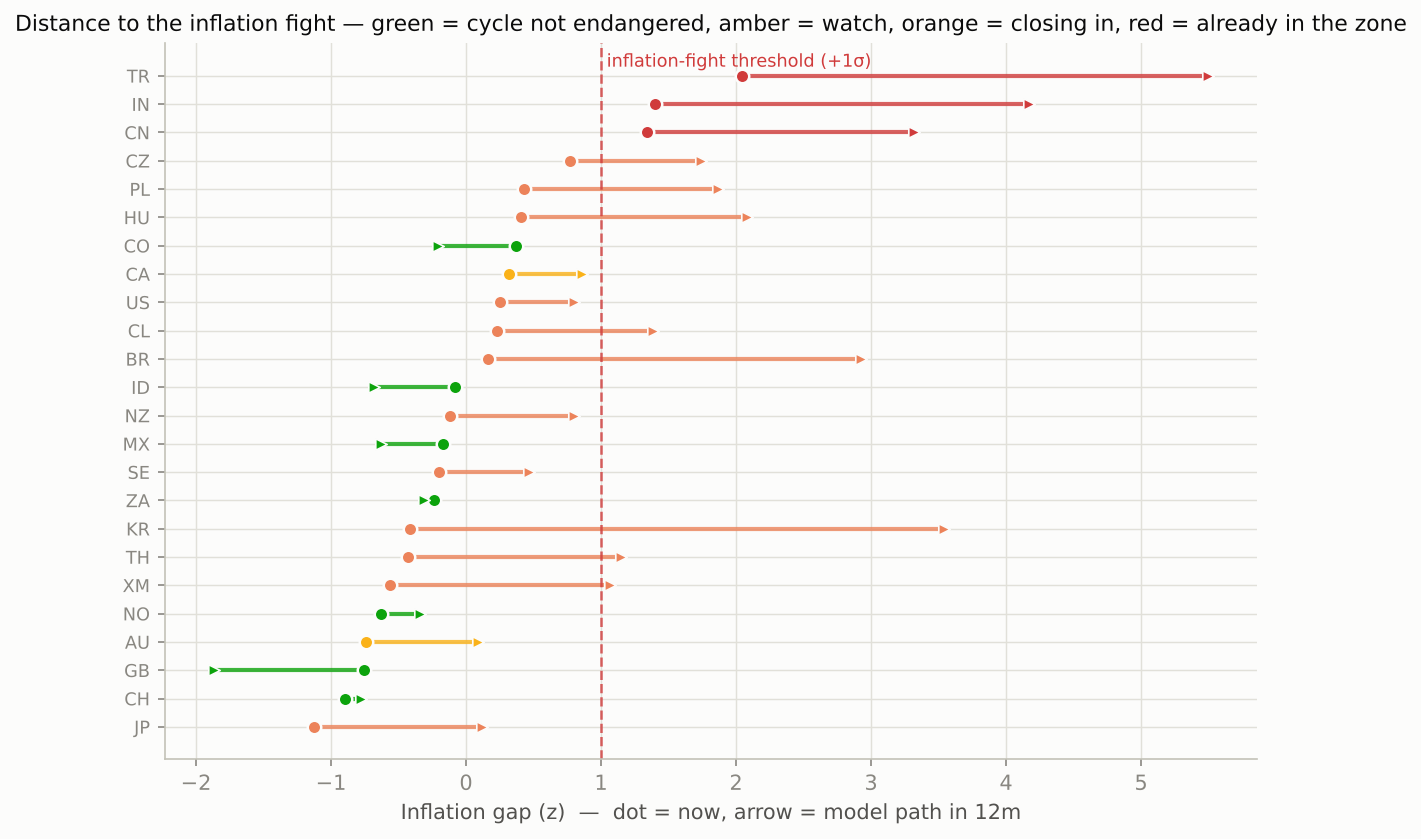 Distance to the inflation fight — green = cycle not endangered, amber = watch, orange = closing in, red = already in the zone
inflation-fight threshold (+1σ)
TR
IN
CN
CZ
PL
HU
CO
CA
US
CL
BR
ID
NZ
MX
SE
ZA
KR
TH
XM
NO
AU
GB
CH
JP
−2 −1 0 1 2 3 4 5
Inflation gap (z) — dot = now, arrow = model path in 12m